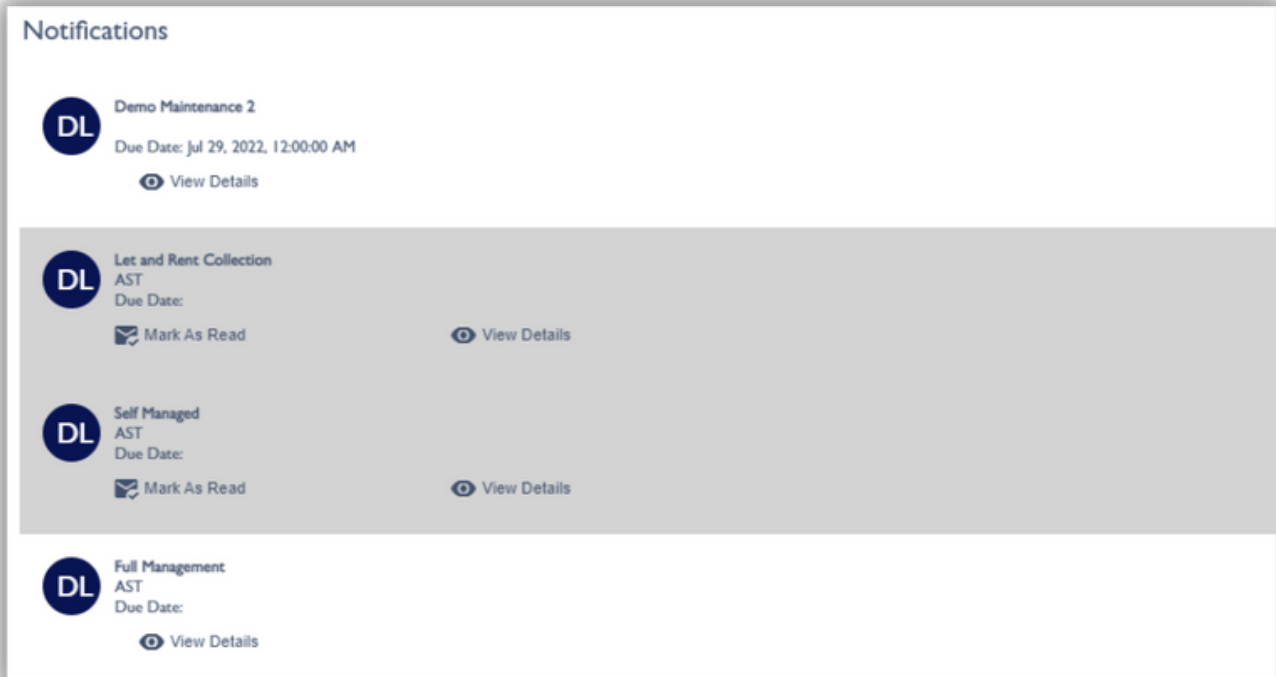 Notifications
DL
Demo Maintenance 2
Due Date: Jul 29, 2022, 12:00:00 AM
View Details
DL
Let and Rent Collection
AST
Due Date:
Mark As Read View Details
DL
Self Managed
AST
Due Date:
Mark As Read View Details
DL
Full Management
AST
Due Date:
View Details